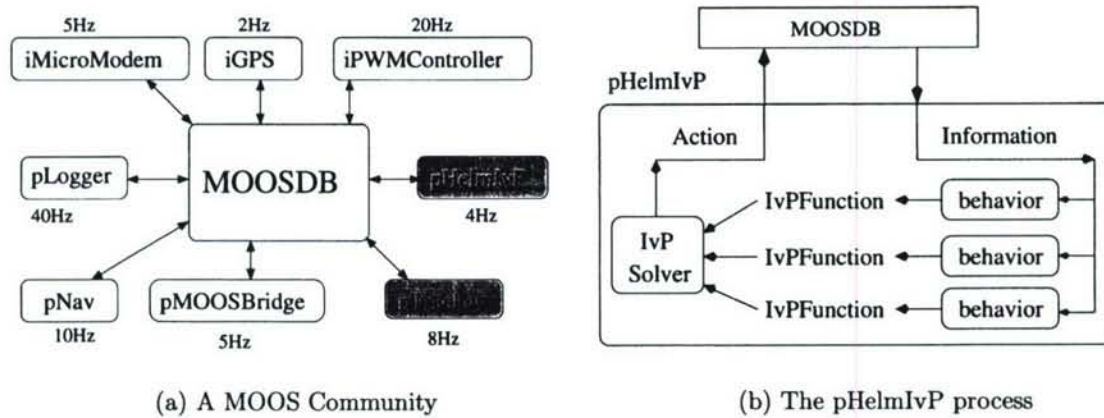 5Hz
2Hz
20Hz
iMicroModem
iGPS
iPWMController
pLogger
MOOSDB
pHelmIvP
40Hz
4Hz
pNav
pMOOSBridge
10Hz
5Hz
8Hz
(a) A MOOS Community
MOOSDB
pHelmIvP
Action
Information
IvPFunction
behavior
IvP
Solver
IvPFunction
behavior
IvPFunction
behavior
(b) The pHelmIvP process